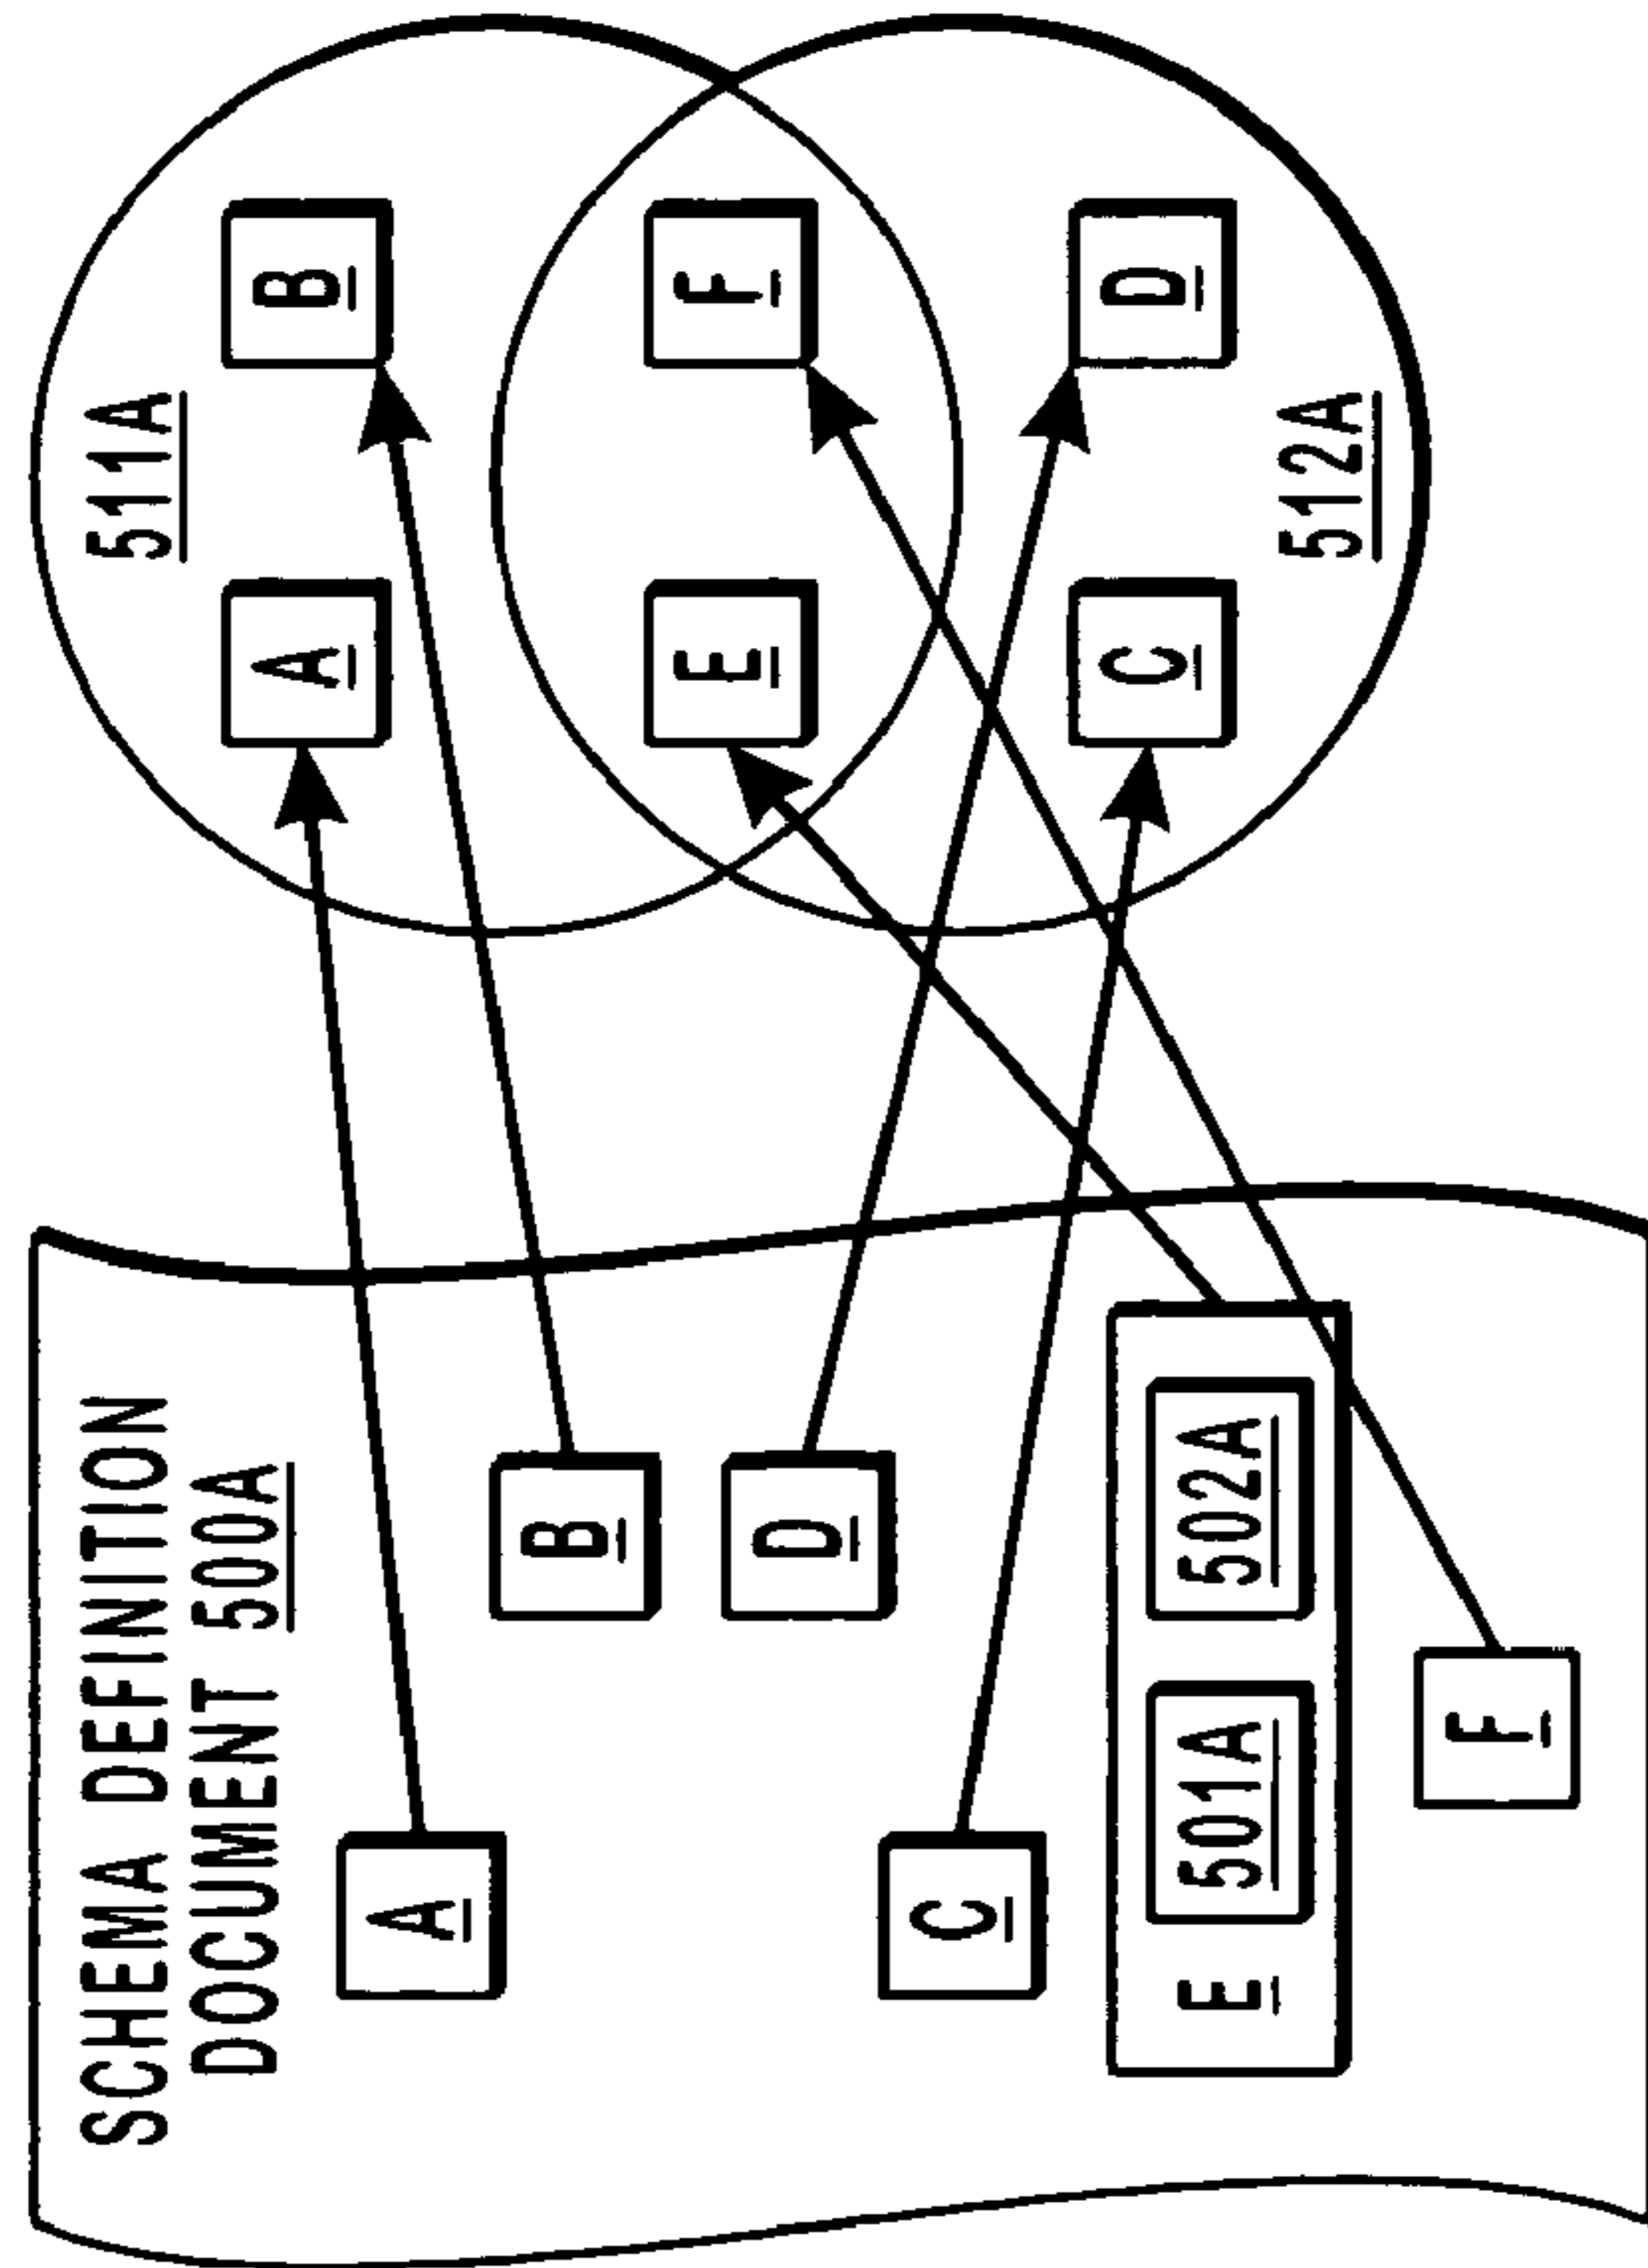 SCHEMA DEFINITION
DOCUMENT 500A
A
B
D
C
E 501A 502A
F
511A
A B
E F
C D
512A